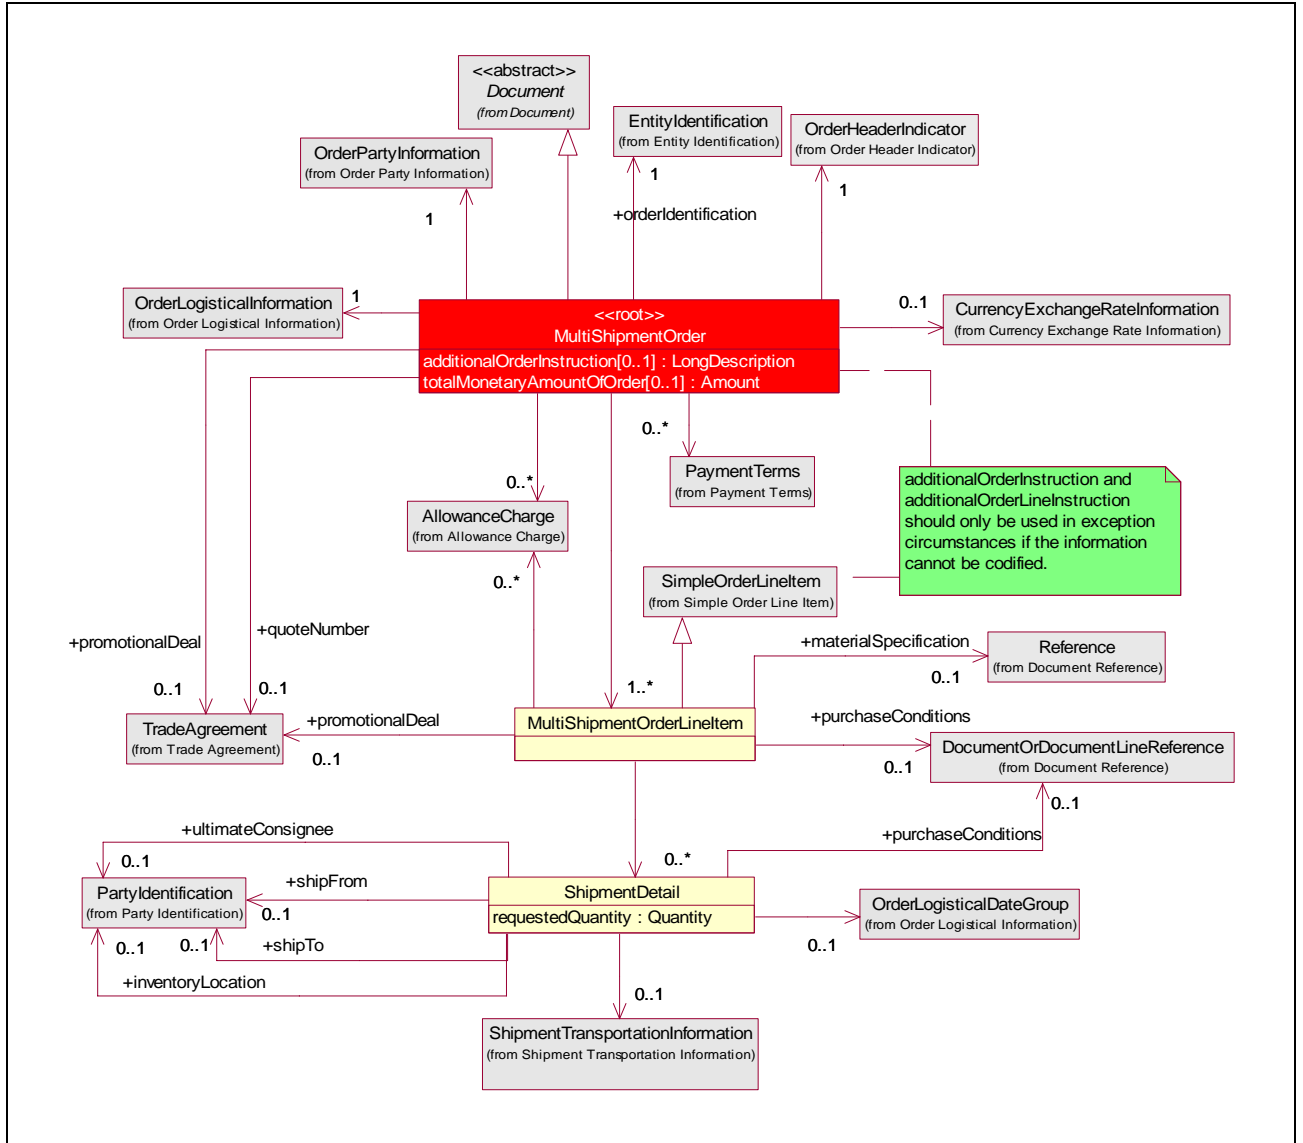 <<abstract>>
Document
(from Document)
EntityIdentification
(from Entity Identification)
OrderHeaderIndicator
(from Order Header Indicator)
OrderPartyInformation
(from Order Party Information)
1
1
1
+orderIdentification
OrderLogisticalInformation
(from Order Logistical Information)
1
<<root>>
MultiShipmentOrder
additionalOrderInstruction[0..1] : LongDescription
totalMonetaryAmountOfOrder[0..1] : Amount
0..1
CurrencyExchangeRateInformation
(from Currency Exchange Rate Information)
0..*
PaymentTerms
(from Payment Terms)
additionalOrderInstruction and
additionalOrderLineInstruction
should only be used in exception
circumstances if the information
cannot be codified.
0..*
AllowanceCharge
(from Allowance Charge)
0..*
SimpleOrderLineItem
(from Simple Order Line Item)
+promotionalDeal
+quoteNumber
0..1
0..1
+materialSpecification
0..1
Reference
(from Document Reference)
1..*
TradeAgreement
(from Trade Agreement)
+promotionalDeal
0..1
MultiShipmentOrderLineItem
+purchaseConditions
0..1
DocumentOrDocumentLineReference
(from Document Reference)
0..1
+purchaseConditions
+ultimateConsignee
0..1
0..*
PartyIdentification
(from Party Identification)
+shipFrom
0..1
ShipmentDetail
requestedQuantity : Quantity
OrderLogisticalDateGroup
(from Order Logistical Information)
0..1
0..1
0..1
+shipTo
+inventoryLocation
0..1
ShipmentTransportationInformation
(from Shipment Transportation Information)